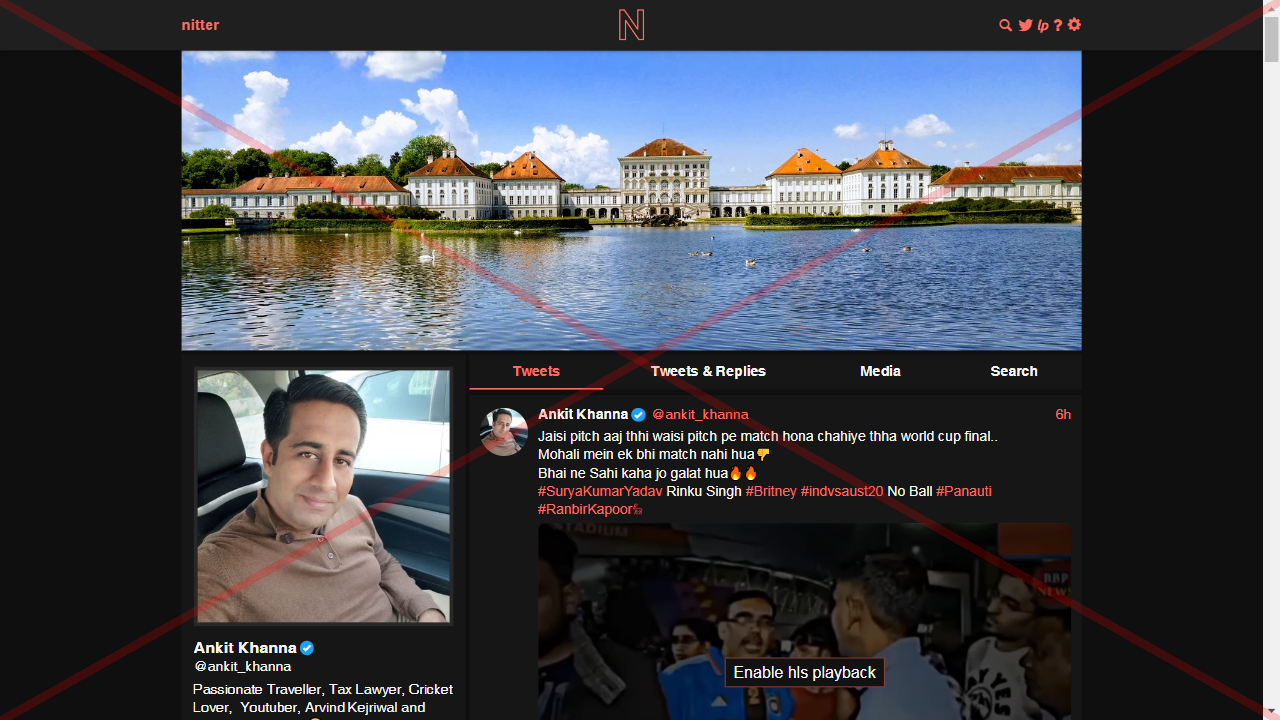 nitter
N
lp ?
Tweets
Tweets & Replies
Media
Search
Ankit Khanna @ankit_khanna 6h
Jaisi pitch aaj thhi waisi pitch pe match hona chahiye thha world cup final..
Mohali mein ek bhi match nahi hua👎
Bhai ne Sahi kaha jo galat hua🔥🔥
#SuryaKumarYadav Rinku Singh #Britney #indvsaust20 No Ball #Panauti
#RanbirKapoor
STADIUM
Enable hls playback
Ankit Khanna
@ankit_khanna
Passionate Traveller, Tax Lawyer, Cricket
Lover, Youtuber, Arvind Kejriwal and